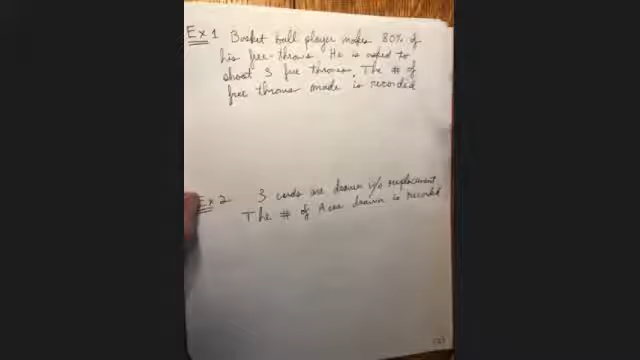 Ex 1 Basket ball player makes 80% of
his free-throws. He is asked to
shoot 3 free throws. The # of
free throws made is recorded
Ex 2 3 cards are drawn w/o replacement
The # of Aces drawn is recorded